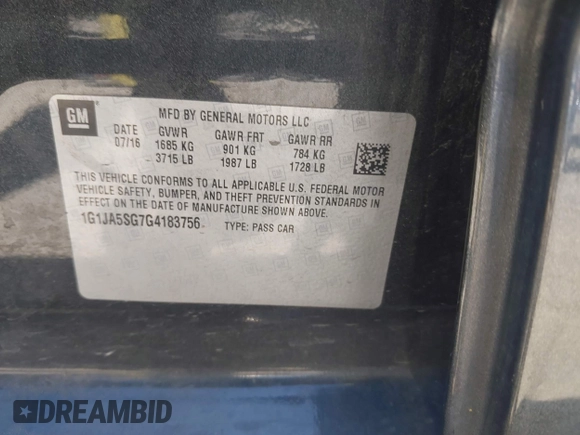 GM
MFD BY GENERAL MOTORS LLC
DATE GVWR GAWR FRT GAWR RR
07/16 1685 KG 901 KG 784 KG
3715 LB 1987 LB 1728 LB
THIS VEHICLE CONFORMS TO ALL APPLICABLE U.S. FEDERAL MOTOR
VEHICLE SAFETY, BUMPER, AND THEFT PREVENTION STANDARDS IN
EFFECT ON THE DATE OF MANUFACTURE SHOWN ABOVE.
1G1JA5SG7G4183756 TYPE: PASS CAR
DREAMBID